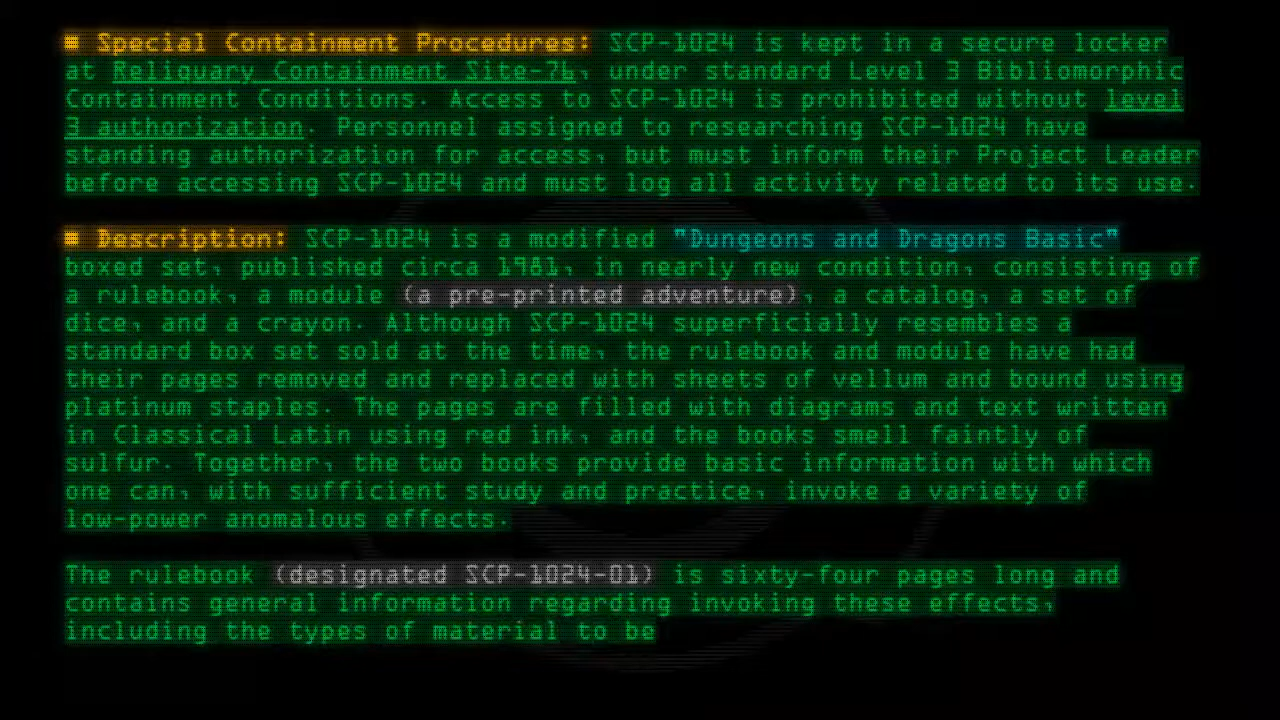 ■ Special Containment Procedures: SCP-1024 is kept in a secure locker
at Reliquary Containment Site-76, under standard Level 3 Bibliomorphic
Containment Conditions. Access to SCP-1024 is prohibited without level
3 authorization. Personnel assigned to researching SCP-1024 have
standing authorization for access, but must inform their Project Leader
before accessing SCP-1024 and must log all activity related to its use.
■ Description: SCP-1024 is a modified "Dungeons and Dragons Basic"
boxed set, published circa 1981, in nearly new condition, consisting of
a rulebook, a module (a pre-printed adventure), a catalog, a set of
dice, and a crayon. Although SCP-1024 superficially resembles a
standard box set sold at the time, the rulebook and module have had
their pages removed and replaced with sheets of vellum and bound using
platinum staples. The pages are filled with diagrams and text written
in Classical Latin using red ink, and the books smell faintly of
sulfur. Together, the two books provide basic information with which
one can, with sufficient study and practice, invoke a variety of
low-power anomalous effects.
The rulebook (designated SCP-1024-01) is sixty-four pages long and
contains general information regarding invoking these effects,
including the types of material to be